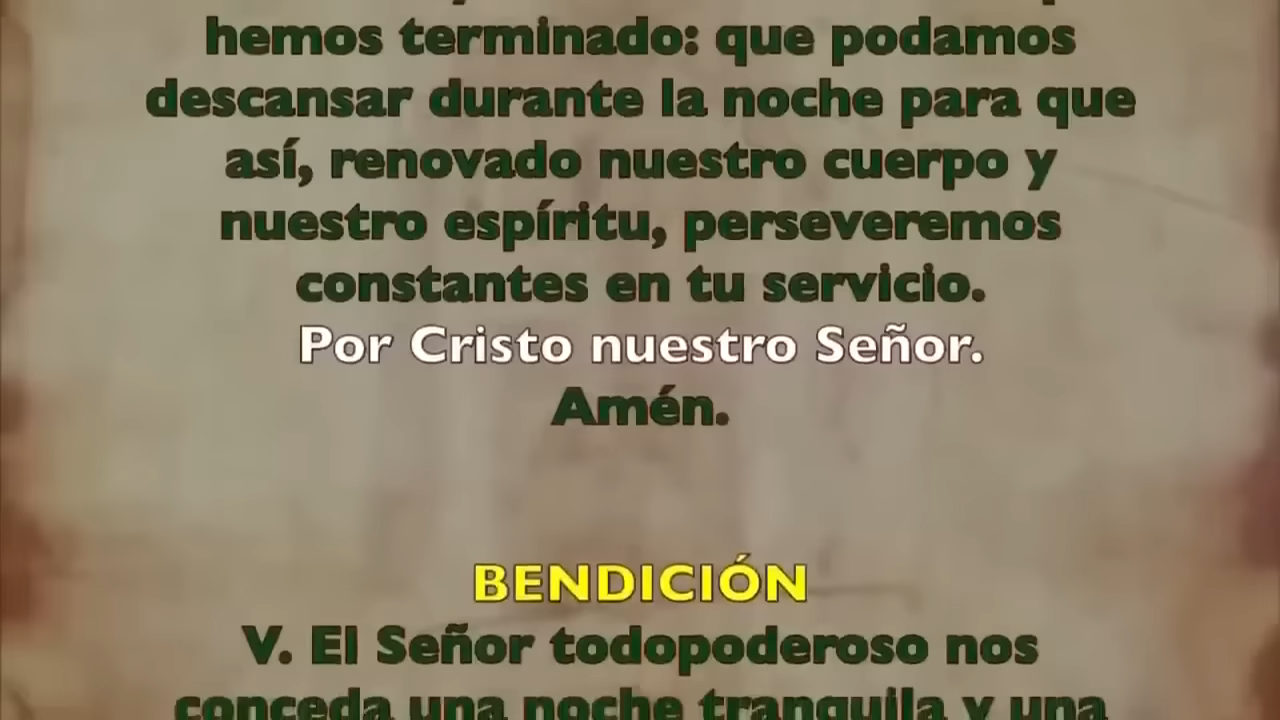 hemos terminado: que podamos
descansar durante la noche para que
así, renovado nuestro cuerpo y
nuestro espíritu, perseveremos
constantes en tu servicio.
Por Cristo nuestro Señor.
Amén.
BENDICIÓN
V. El Señor todopoderoso nos
conceda una noche tranquila y una